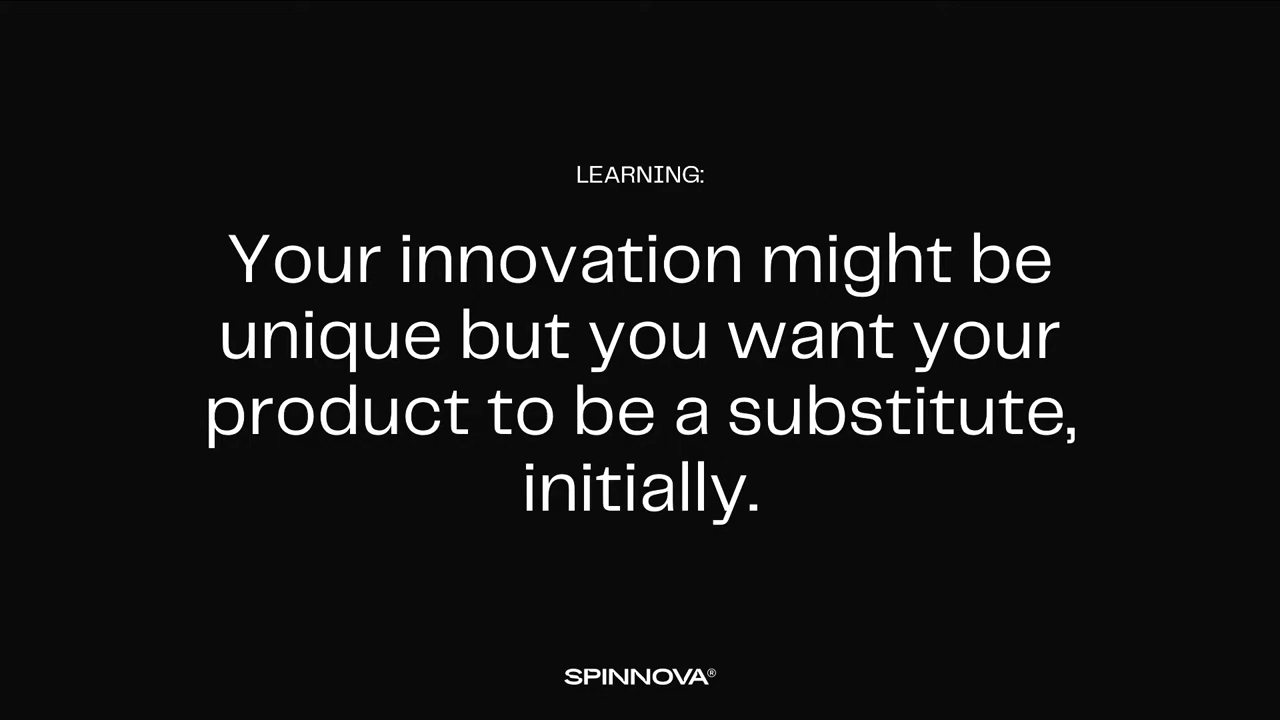 LEARNING:
Your innovation might be
unique but you want your
product to be a substitute,
initially.
SPINNOVA®